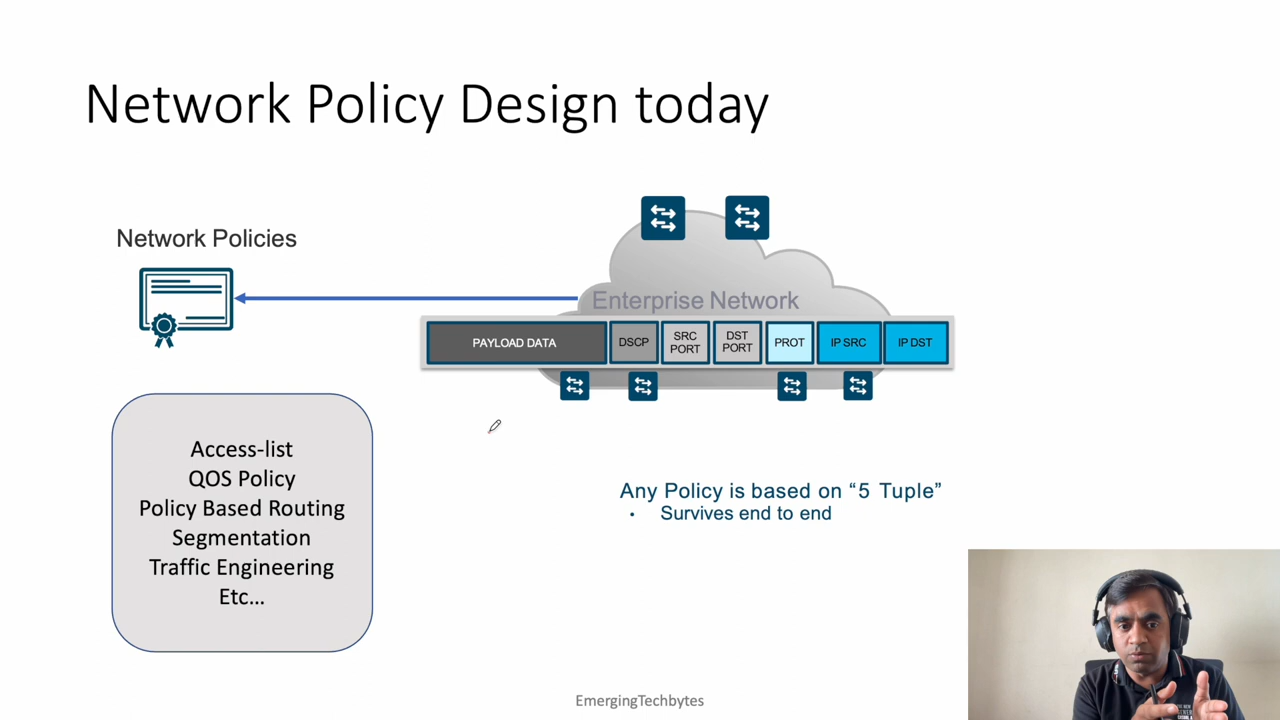 Network Policy Design today
Network Policies
Enterprise Network
PAYLOAD DATA
DSCP
SRC
PORT
DST
PORT
PROT
IP SRC
IP DST
Access-list
QOS Policy
Policy Based Routing
Segmentation
Traffic Engineering
Etc...
Any Policy is based on “5 Tuple”
• Survives end to end
EmergingTechbytes